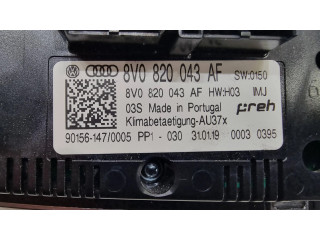 8V0 820 043 AF SW:0150
8V0 820 043 AF HW:H03 IMJ
03S Made in Portugal preh
Klimabetaetigung-AU37x
90156-147/0005 PP1 - 030 31.01.19 0003 0395